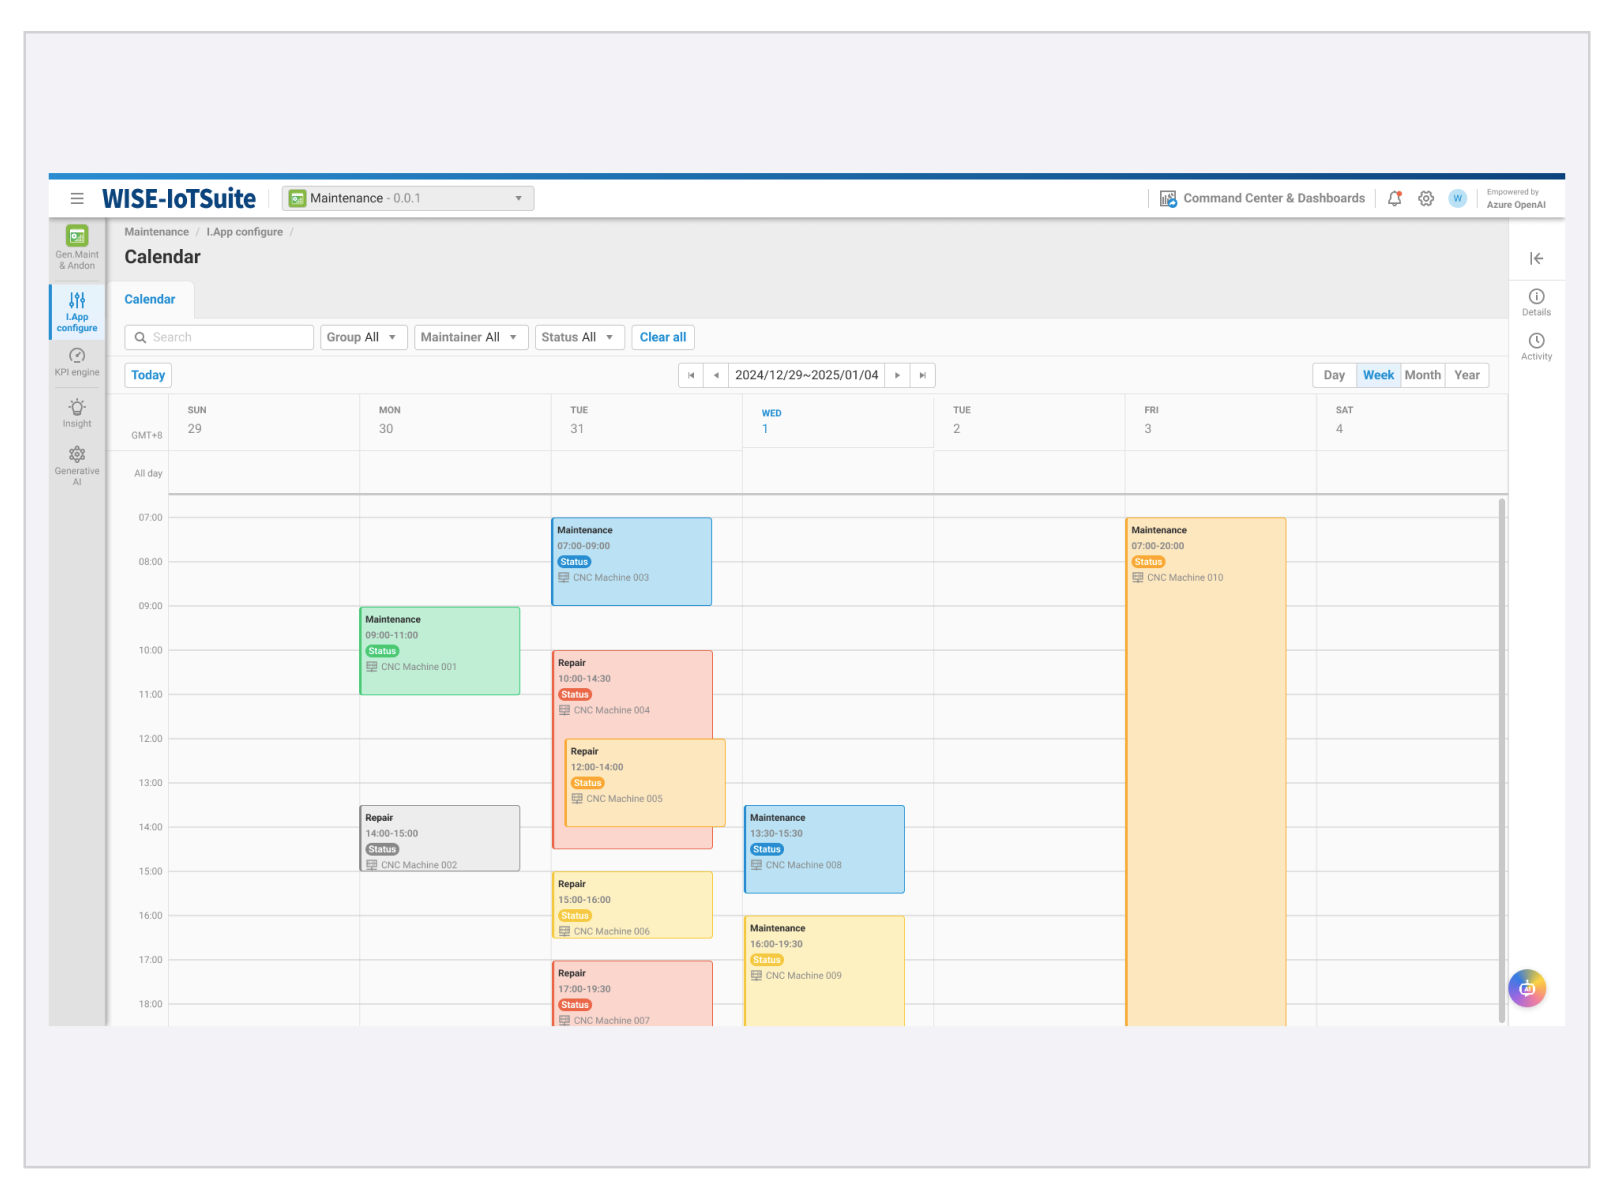 WISE-IoTSuite
Maintenance - 0.0.1
Command Center & Dashboards
W
Empowered by
Azure OpenAI
Gen.Maint
& Andon
I.App
configure
KPI engine
Insight
Generative
AI
Maintenance / I.App configure /
Calendar
Calendar
Search
Group All
Maintainer All
Status All
Clear all
Today
2024/12/29~2025/01/04
Day
Week
Month
Year
Details
Activity
GMT+8
SUN
29
MON
30
TUE
31
WED
1
TUE
2
FRI
3
SAT
4
All day
07:00
08:00
09:00
10:00
11:00
12:00
13:00
14:00
15:00
16:00
17:00
18:00
Maintenance
09:00-11:00
Status
CNC Machine 001
Repair
14:00-15:00
Status
CNC Machine 002
Maintenance
07:00-09:00
Status
CNC Machine 003
Repair
10:00-14:30
Status
CNC Machine 004
Repair
12:00-14:00
Status
CNC Machine 005
Repair
15:00-16:00
Status
CNC Machine 006
Repair
17:00-19:30
Status
CNC Machine 007
Maintenance
13:30-15:30
Status
CNC Machine 008
Maintenance
16:00-19:30
Status
CNC Machine 009
Maintenance
07:00-20:00
Status
CNC Machine 010
AI